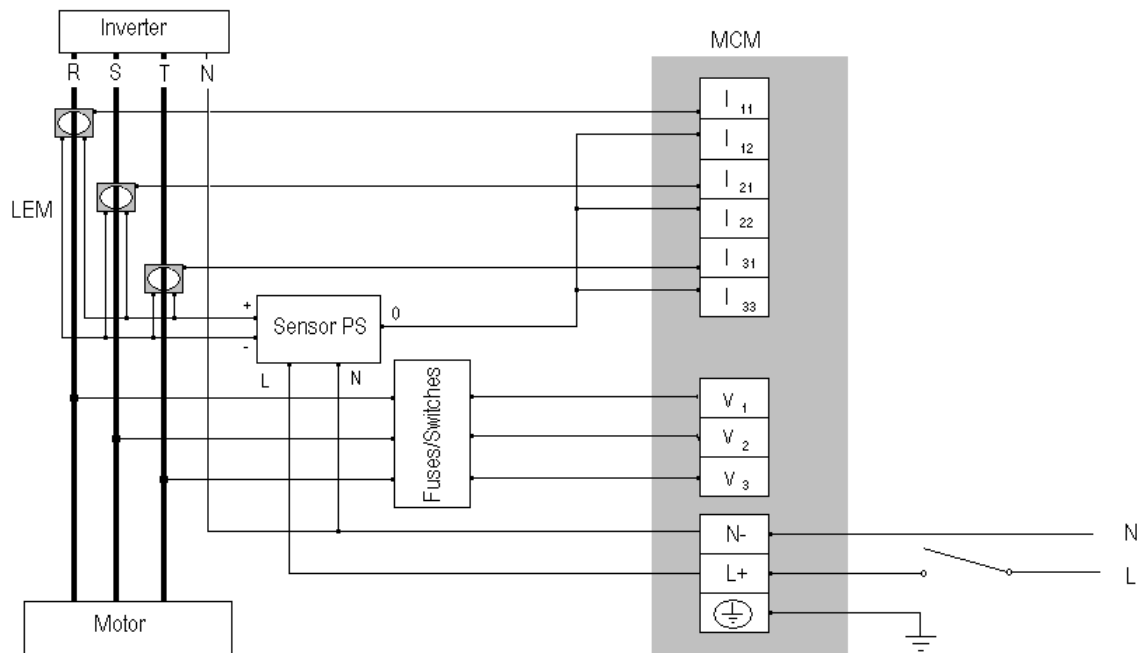 Inverter
MCM
R S T N
I 11
I 12
I 21
LEM
I 22
I 31
I 33
+
0
Sensor PS
-
L N
Fuses/Switches
V 1
V 2
V 3
N- N
L+ L
Motor